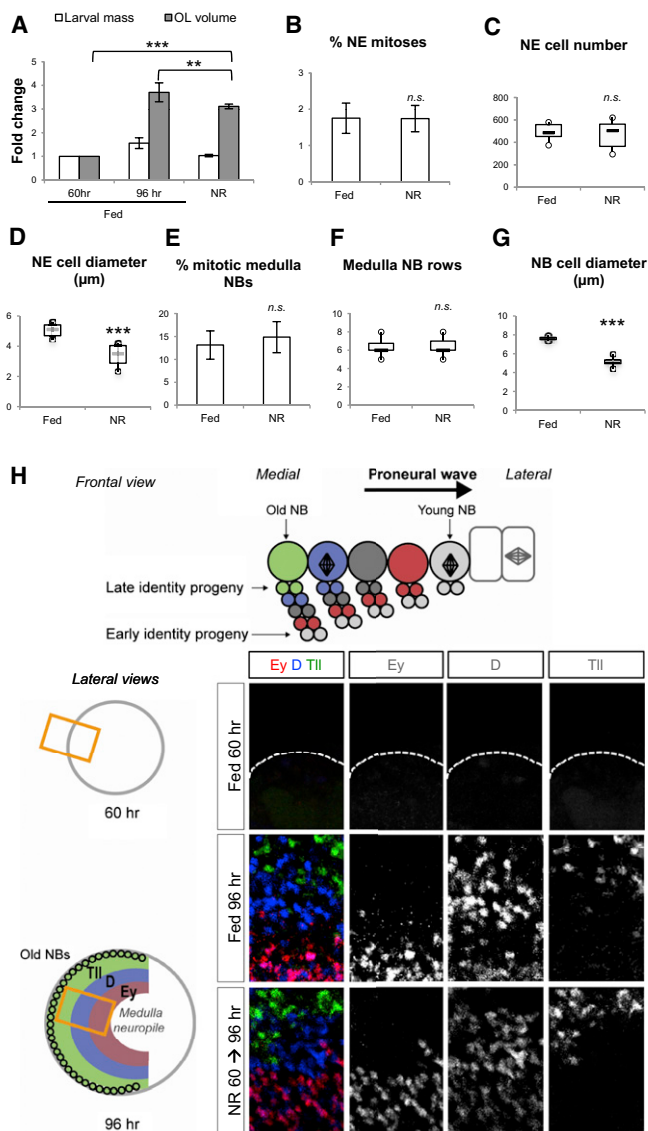 A
Larval mass
OL volume
***
**
Fold change
5
4
3
2
1
0
60hr
96 hr
NR
Fed
B
% NE mitoses
n.s.
3
2
1
0
Fed
NR
C
NE cell number
n.s.
800
600
400
200
0
Fed
NR
D
NE cell diameter
(µm)
***
6
4
2
0
Fed
NR
E
% mitotic medulla
NBs
n.s.
20
15
10
5
0
Fed
NR
F
Medulla NB rows
n.s.
10
8
6
4
2
0
Fed
NR
G
NB cell diameter
(µm)
***
10
8
6
4
2
0
Fed
NR
H
Frontal view
Medial
Proneural wave
Lateral
Old NB
Young NB
Late identity progeny
Early identity progeny
Lateral views
Ey D Tll
Ey
D
Tll
60 hr
Fed 60 hr
Fed 96 hr
Old NBs
Tll
D
Ey
Medulla
neuropile
96 hr
NR 60 → 96 hr